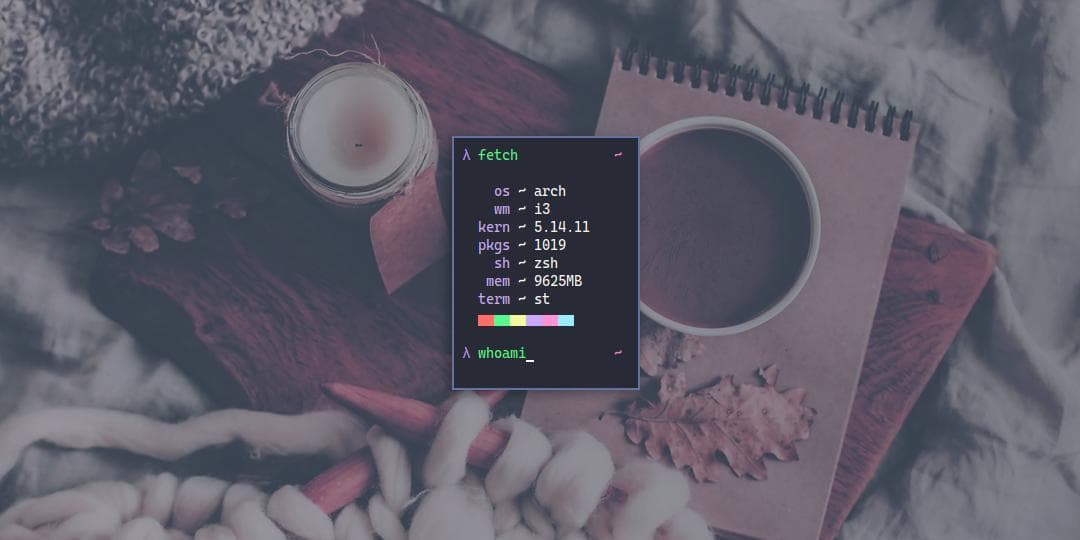 λ fetch ~
os ~ arch
wm ~ i3
kern ~ 5.14.11
pkgs ~ 1019
sh ~ zsh
mem ~ 9625MB
term ~ st
λ whoami_ ~